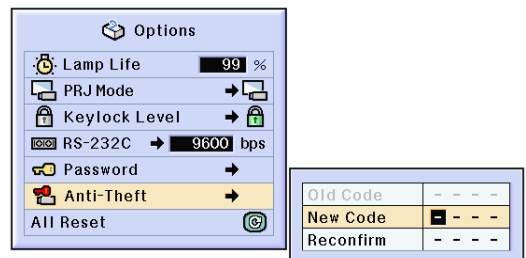 Options
Lamp Life 99 %
PRJ Mode
Keylock Level
RS-232C 9600 bps
Password
Anti-Theft
All Reset
Old Code - - - -
New Code - - - -
Reconfirm - - - -